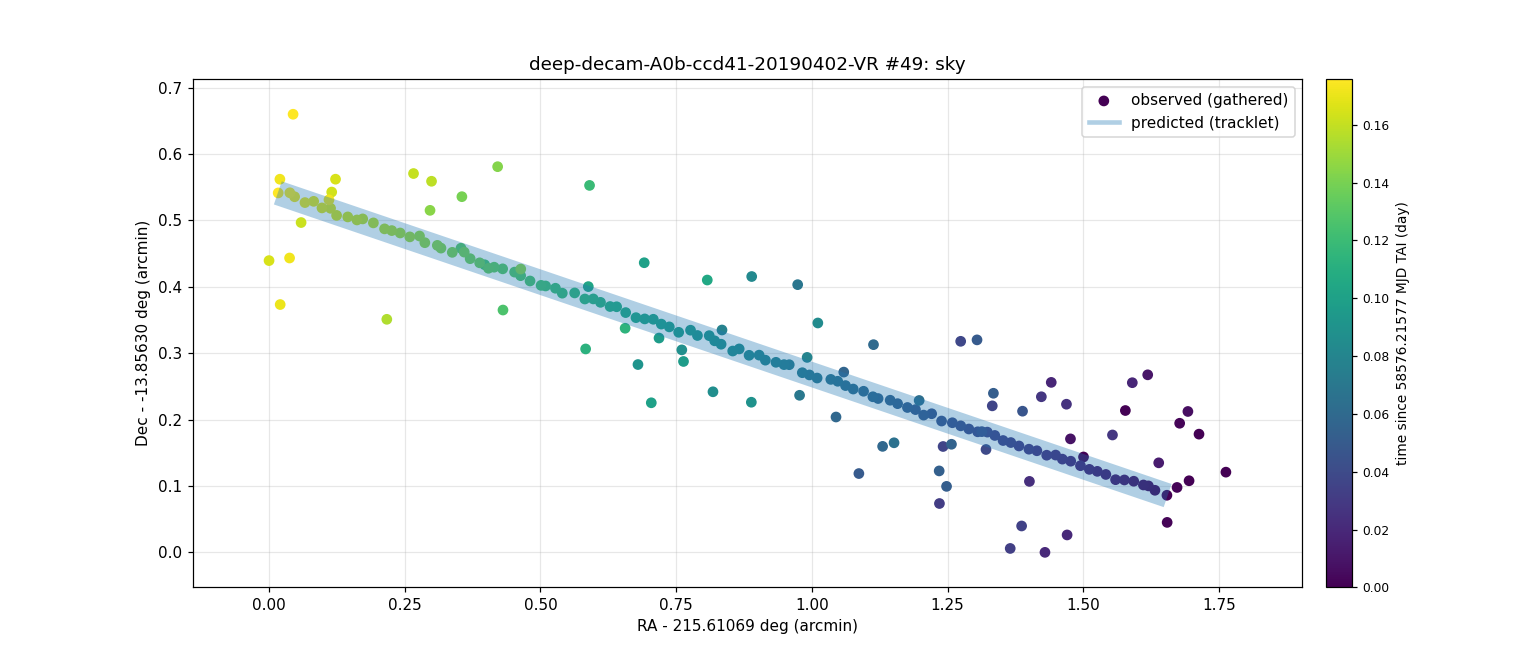 deep-decam-A0b-ccd41-20190402-VR #49: sky
observed (gathered)
predicted (tracklet)
0.7
0.6
0.5
0.4
0.3
0.2
0.1
0.0
Dec - -13.85630 deg (arcmin)
0.00 0.25 0.50 0.75 1.00 1.25 1.50 1.75
RA - 215.61069 deg (arcmin)
0.16
0.14
0.12
0.10
0.08
0.06
0.04
0.02
0.00
time since 58576.211577 MJD TAI (day)